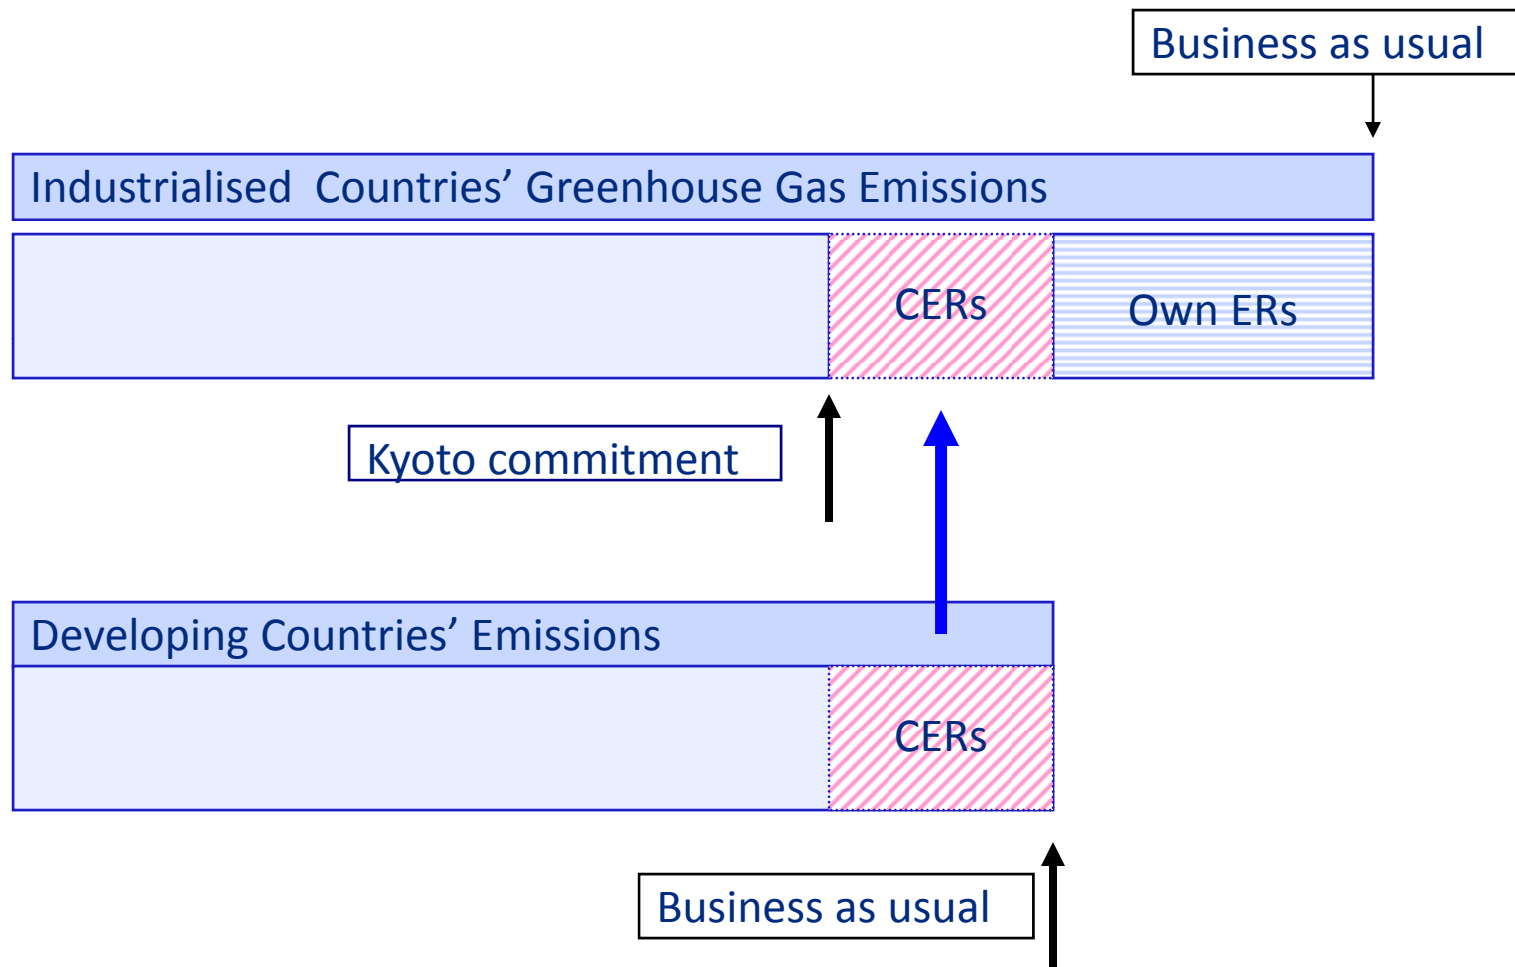 Business as usual
Industrialised Countries’ Greenhouse Gas Emissions
CERs
Own ERs
Kyoto commitment
Developing Countries’ Emissions
CERs
Business as usual